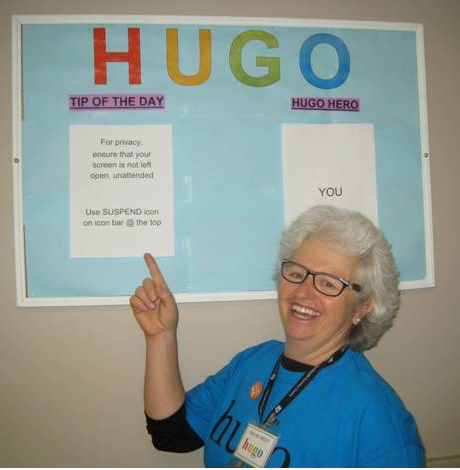 HUGO
TIP OF THE DAY
HUGO HERO
For privacy,
ensure that your
screen is not left
open, unattended
Use SUSPEND icon
on icon bar @ the top
YOU
hugo
hugo